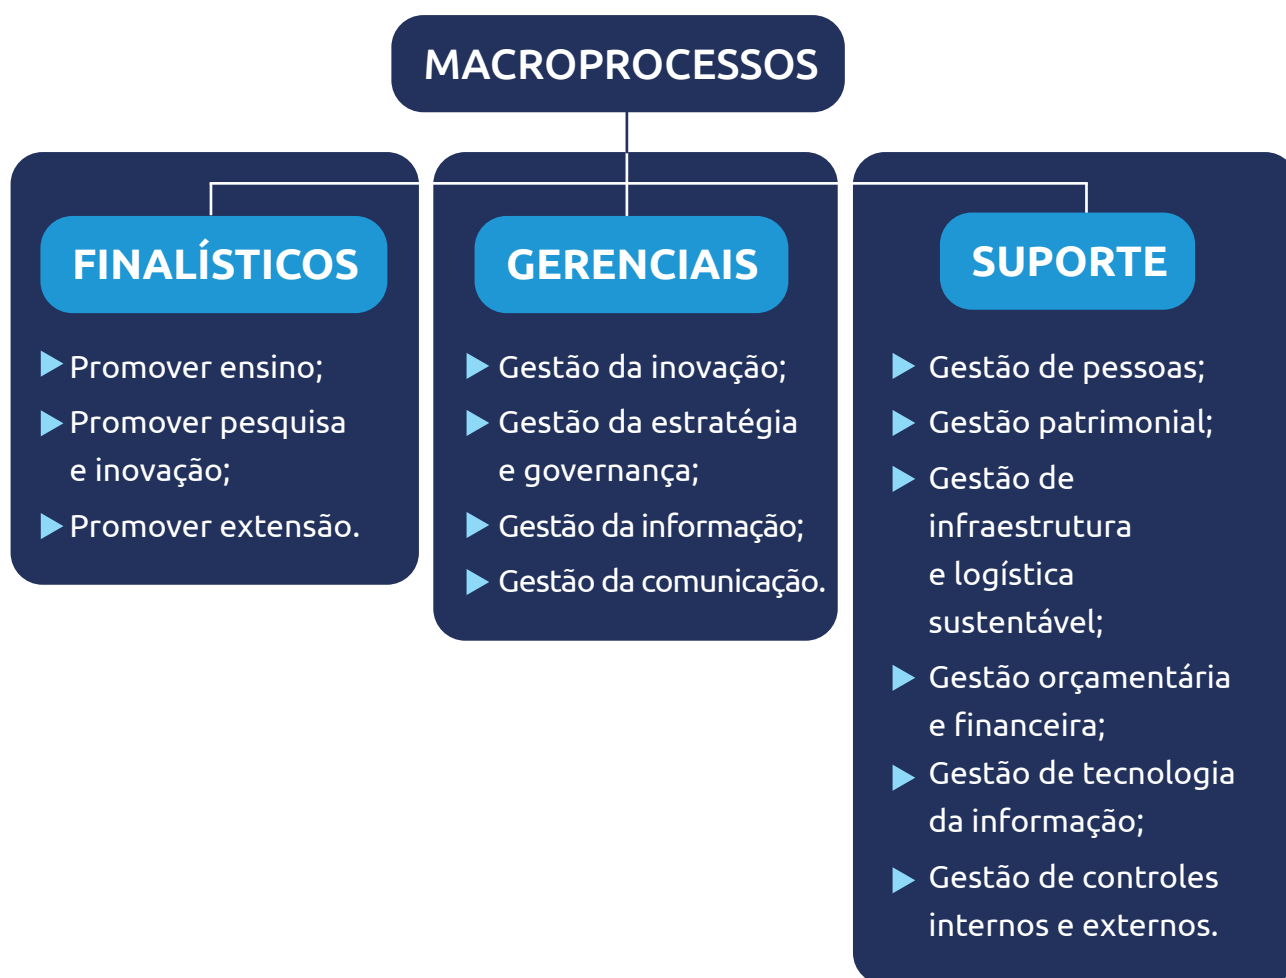 MACROPROCESSOS
FINALÍSTICOS
Promover ensino;
Promover pesquisa
e inovação;
Promover extensão.
GERENCIAIS
Gestão da inovação;
Gestão da estratégia
e governança;
Gestão da informação;
Gestão da comunicação.
SUPORTE
Gestão de pessoas;
Gestão patrimonial;
Gestão de
infraestrutura
e logística
sustentável;
Gestão orçamentária
e financeira;
Gestão de tecnologia
da informação;
Gestão de controles
internos e externos.